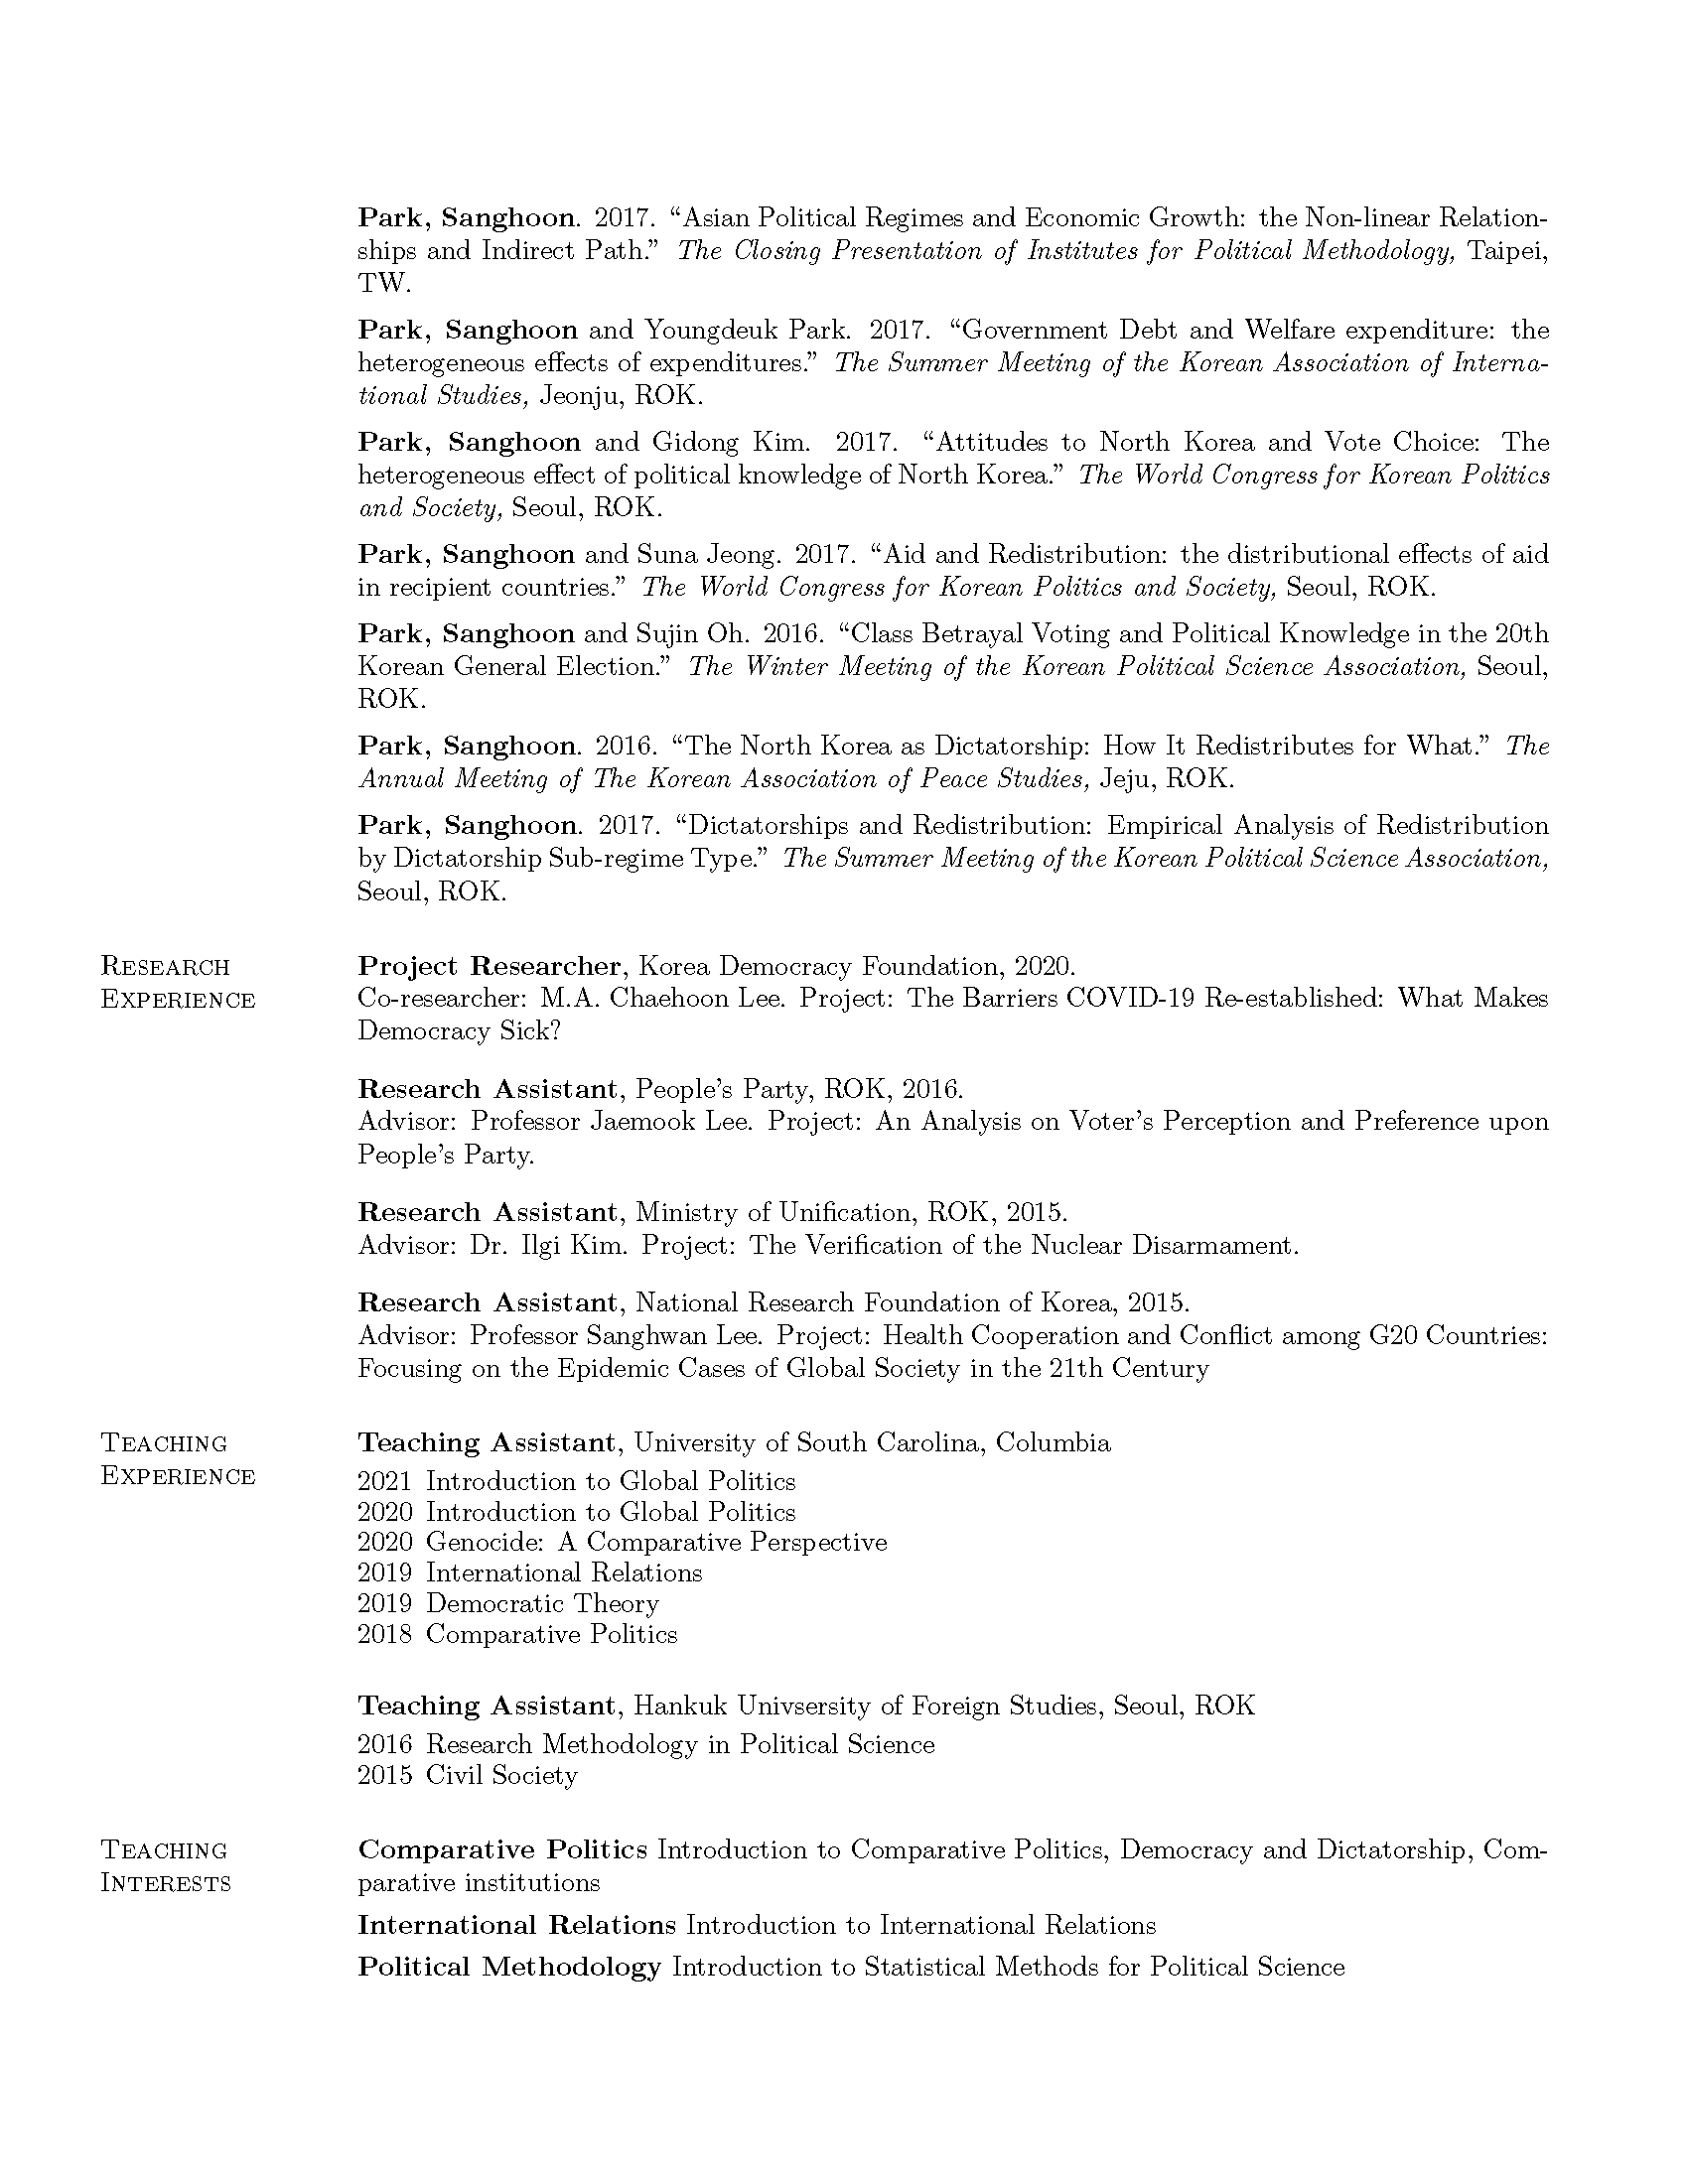 Park, Sanghoon. 2017. “Asian Political Regimes and Economic Growth: the Non-linear Relation-
ships and Indirect Path.” The Closing Presentation of Institutes for Political Methodology, Taipei,
TW.
Park, Sanghoon and Youngdeuk Park. 2017. “Government Debt and Welfare expenditure: the
heterogeneous effects of expenditures.” The Summer Meeting of the Korean Association of Interna-
tional Studies, Jeonju, ROK.
Park, Sanghoon and Gidong Kim. 2017. “Attitudes to North Korea and Vote Choice: The
heterogeneous effect of political knowledge of North Korea.” The World Congress for Korean Politics
and Society, Seoul, ROK.
Park, Sanghoon and Suna Jeong. 2017. “Aid and Redistribution: the distributional effects of aid
in recipient countries.” The World Congress for Korean Politics and Society, Seoul, ROK.
Park, Sanghoon and Sujin Oh. 2016. “Class Betrayal Voting and Political Knowledge in the 20th
Korean General Election.” The Winter Meeting of the Korean Political Science Association, Seoul,
ROK.
Park, Sanghoon. 2016. “The North Korea as Dictatorship: How It Redistributes for What.” The
Annual Meeting of The Korean Association of Peace Studies, Jeju, ROK.
Park, Sanghoon. 2017. “Dictatorships and Redistribution: Empirical Analysis of Redistribution
by Dictatorship Sub-regime Type.” The Summer Meeting of the Korean Political Science Association,
Seoul, ROK.
Research
Experience
Project Researcher, Korea Democracy Foundation, 2020.
Co-researcher: M.A. Chaehoon Lee. Project: The Barriers COVID-19 Re-established: What Makes
Democracy Sick?
Research Assistant, People’s Party, ROK, 2016.
Advisor: Professor Jaemook Lee. Project: An Analysis on Voter’s Perception and Preference upon
People’s Party.
Research Assistant, Ministry of Unification, ROK, 2015.
Advisor: Dr. Ilgi Kim. Project: The Verification of the Nuclear Disarmament.
Research Assistant, National Research Foundation of Korea, 2015.
Advisor: Professor Sanghwan Lee. Project: Health Cooperation and Conflict among G20 Countries:
Focusing on the Epidemic Cases of Global Society in the 21th Century
Teaching
Experience
Teaching Assistant, University of South Carolina, Columbia
2021 Introduction to Global Politics
2020 Introduction to Global Politics
2020 Genocide: A Comparative Perspective
2019 International Relations
2019 Democratic Theory
2018 Comparative Politics
Teaching Assistant, Hankuk Univsersity of Foreign Studies, Seoul, ROK
2016 Research Methodology in Political Science
2015 Civil Society
Teaching
Interests
Comparative Politics Introduction to Comparative Politics, Democracy and Dictatorship, Com-
parative institutions
International Relations Introduction to International Relations
Political Methodology Introduction to Statistical Methods for Political Science